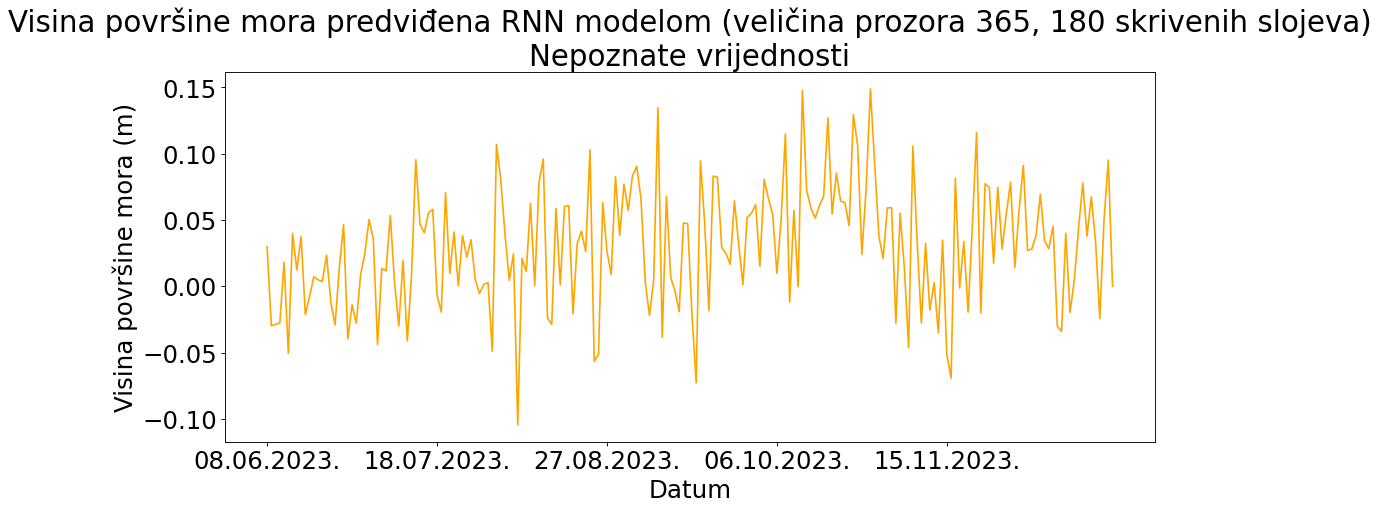 Visina površine mora predviđena RNN modelom (veličina prozora 365, 180 skrivenih slojeva)
Nepoznate vrijednosti
Visina površine mora (m)
0.15
0.10
0.05
0.00
−0.05
−0.10
08.06.2023. 18.07.2023. 27.08.2023. 06.10.2023. 15.11.2023.
Datum